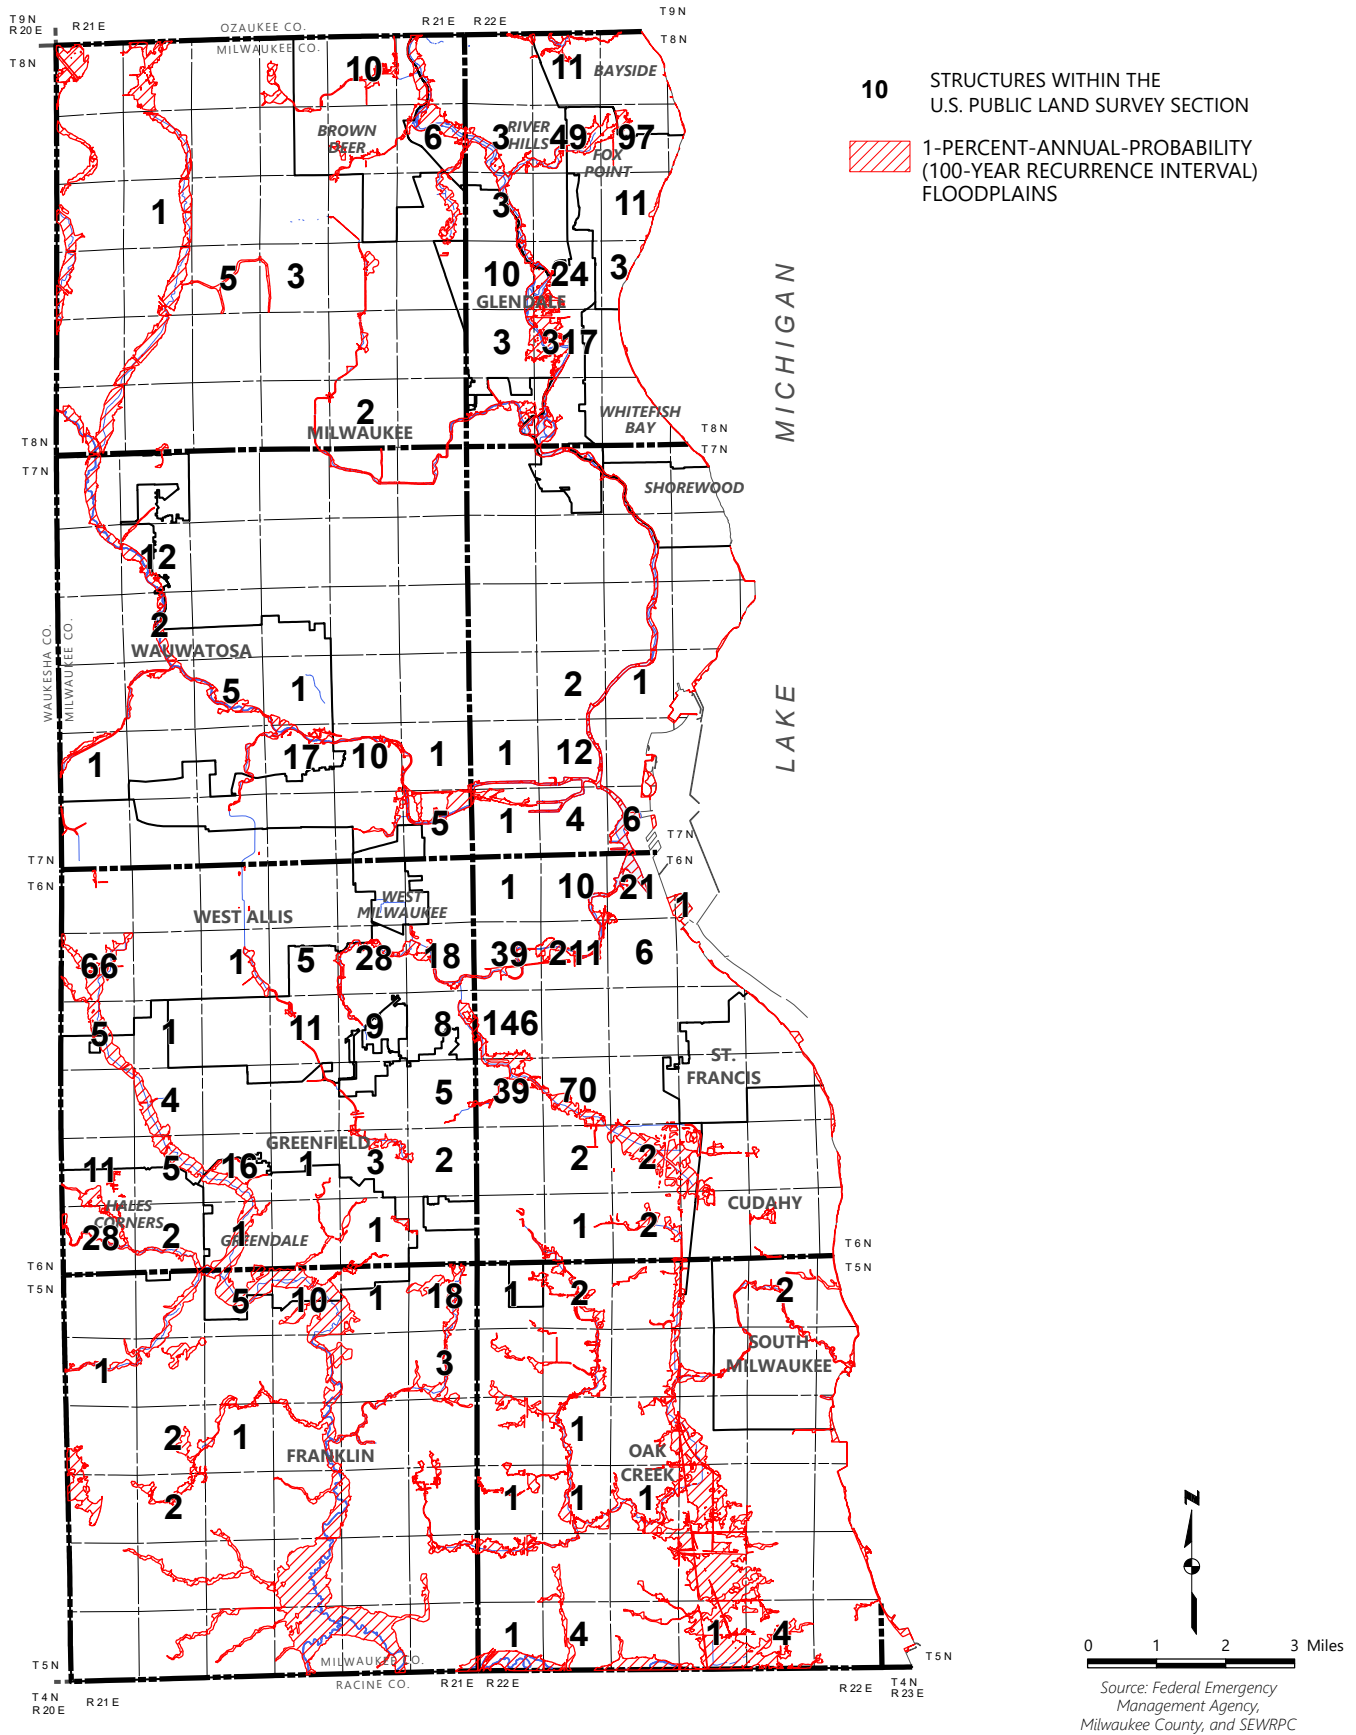 T9N
R20E
R21E
OZAUKEE CO.
MILWAUKEE CO.
R21E
R22E
T9N
T8N
T8N
10
11
BAYSIDE
BROWN
DEER
6
3
RIVER
HILLS
49
97
FOX
POINT
1
3
11
5
3
10
24
3
GLENDALE
3
317
2
MILWAUKEE
WHITEFISH
BAY
T8N
T7N
T8N
T7N
SHOREWOOD
12
2
WAUWATOSA
WAUKESHA CO.
MILWAUKEE CO.
5
1
2
1
1
17
10
1
1
12
5
1
4
6
T7N
T6N
T7N
T6N
1
10
21
1
WEST ALLIS
WEST
MILWAUKEE
66
1
5
28
18
39
211
6
5
1
11
9
8
146
ST.
FRANCIS
4
5
39
70
GREENFIELD
11
5
16
1
3
2
2
2
HALES
CORNERS
28
2
1
GREENDALE
1
1
2
CUDAHY
T6N
T5N
T6N
T5N
5
10
1
18
1
2
2
SOUTH
MILWAUKEE
1
3
2
1
FRANKLIN
1
OAK
CREEK
2
1
1
1
1
4
1
4
MILWAUKEE CO.
RACINE CO.
T5N
T4N
R20E
R21E
R21E
R22E
R22E
T4N
R23E
T5N
LAKE MICHIGAN
10
STRUCTURES WITHIN THE
U.S. PUBLIC LAND SURVEY SECTION
1-PERCENT-ANNUAL-PROBABILITY
(100-YEAR RECURRENCE INTERVAL)
FLOODPLAINS
N
0 1 2 3 Miles
Source: Federal Emergency
Management Agency,
Milwaukee County, and SEWRPC